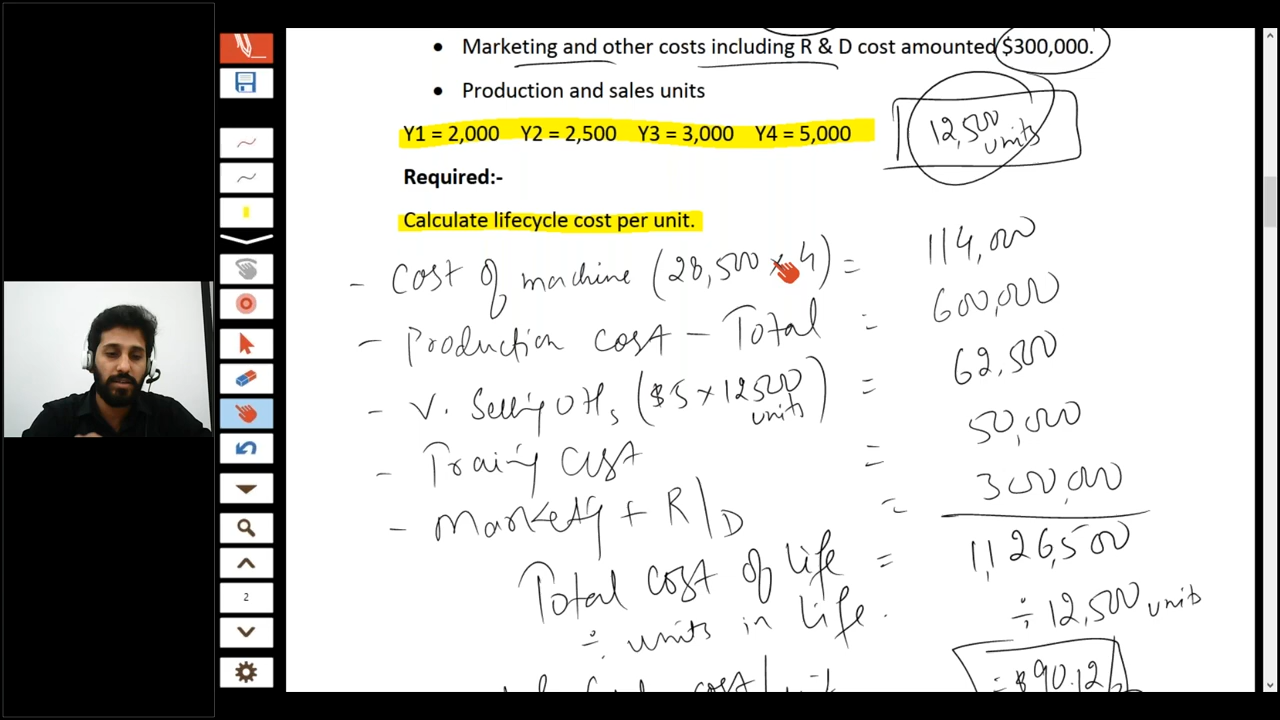 • Marketing and other costs including R & D cost amounted $300,000.
• Production and sales units
12,500 units
Y1 = 2,000 Y2 = 2,500 Y3 = 3,000 Y4 = 5,000
Required:-
Calculate lifecycle cost per unit.
- Cost of machine (28,500 × 4) = 114,000
- Production cost - Total = 600,000
- V. Selling OHs ($5 × 12500 units) = 62,500
- Training Cost = 50,000
- Marketing + R/D = 300,000
Total cost of life = 1,126,500
÷ units in life. ÷ 12,500 units
cost/unit = $90.12/
2